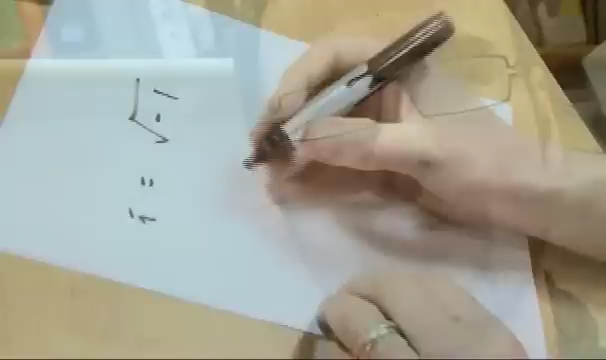 i = √-1